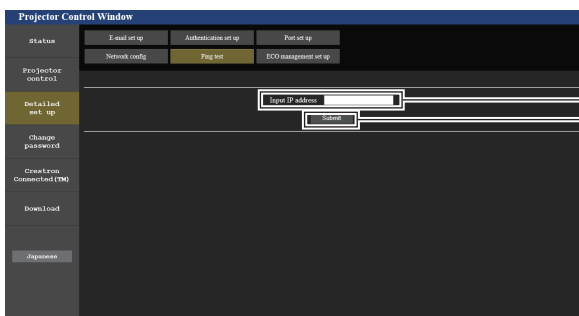 Projector Control Window
Status
E-mail set up
Authentication set up
Port set up
Network config
Ping test
ECO management set up
Projector
control
Detailed
set up
Input IP address
Submit
Change
password
Crestron
Connected(TM)
Download
Japanese